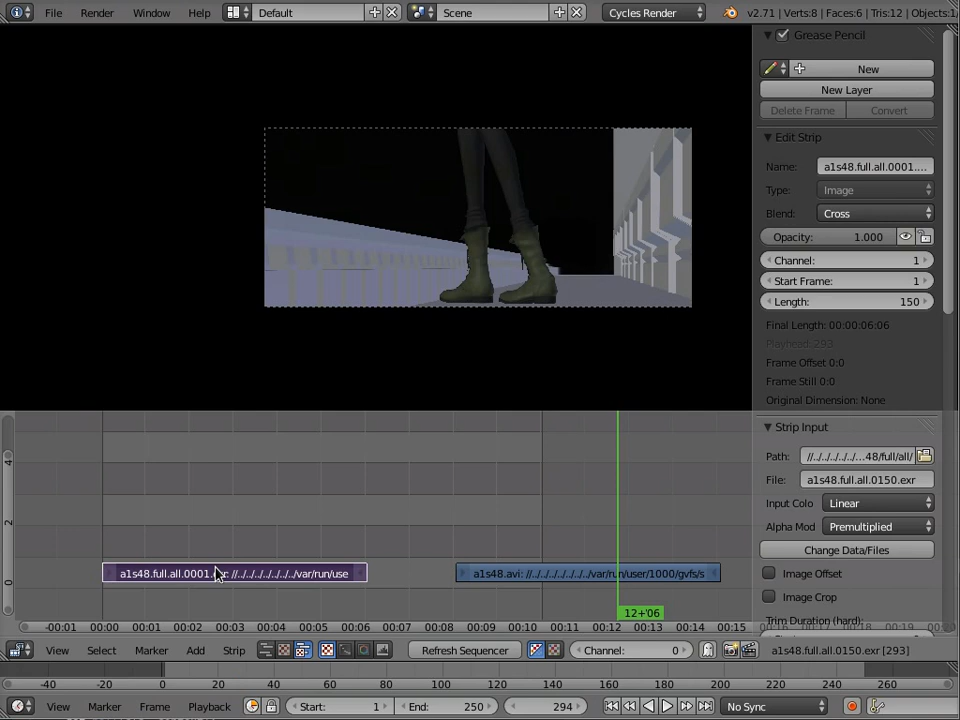 File Render Window Help Default Scene Cycles Render v2.71 | Verts:8 | Faces:6 | Tris:12 | Objects:1/
Grease Pencil
New
New Layer
Delete Frame Convert
Edit Strip
Name: a1s48.full.all.0001....
Type: Image
Blend: Cross
Opacity: 1.000
Channel: 1
Start Frame: 1
Length: 150
Final Length: 00:00:06:06
Playhead: 293
Frame Offset 0:0
Frame Still 0:0
Original Dimension: None
Strip Input
Path: //../../../../...48/full/all/
File: a1s48.full.all.0150.exr
Input Colo Linear
Alpha Mod Premultiplied
Change Data/Files
Image Offset
Image Crop
Trim Duration (hard):
4
2
0
a1s48.full.all.0001. //../../../../../../../var/run/use
a1s48.avi: //../../../../../../../var/run/user/1000/gvfs/s
12+'06
-00:01 00:00 00:01 00:02 00:03 00:04 00:05 00:06 00:07 00:08 00:09 00:10 00:11 00:12 00:13 00:14 00:15 00:16 00:17 00:18 00:19
View Select Marker Add Strip Refresh Sequencer Channel: 0 a1s48.full.all.0150.exr [293]
-40 -20 0 20 40 60 80 100 120 140 160 180 200 220 240 260
View Marker Frame Playback Start: 1 End: 250 294 No Sync